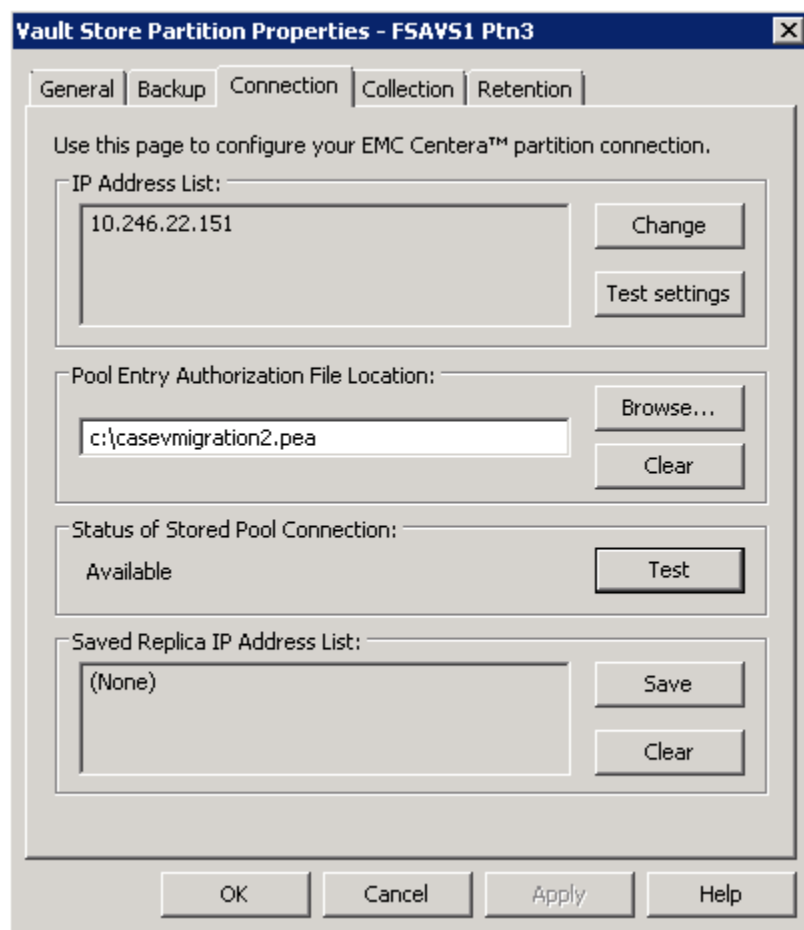 Vault Store Partition Properties - FSAVS1 Ptn3
General Backup Connection Collection Retention
Use this page to configure your EMC Centera™ partition connection.
IP Address List:
10.246.22.151
Change
Test settings
Pool Entry Authorization File Location:
Browse...
c:\casevmigration2.pea
Clear
Status of Stored Pool Connection:
Available
Test
Saved Replica IP Address List:
(None)
Save
Clear
OK Cancel Apply Help